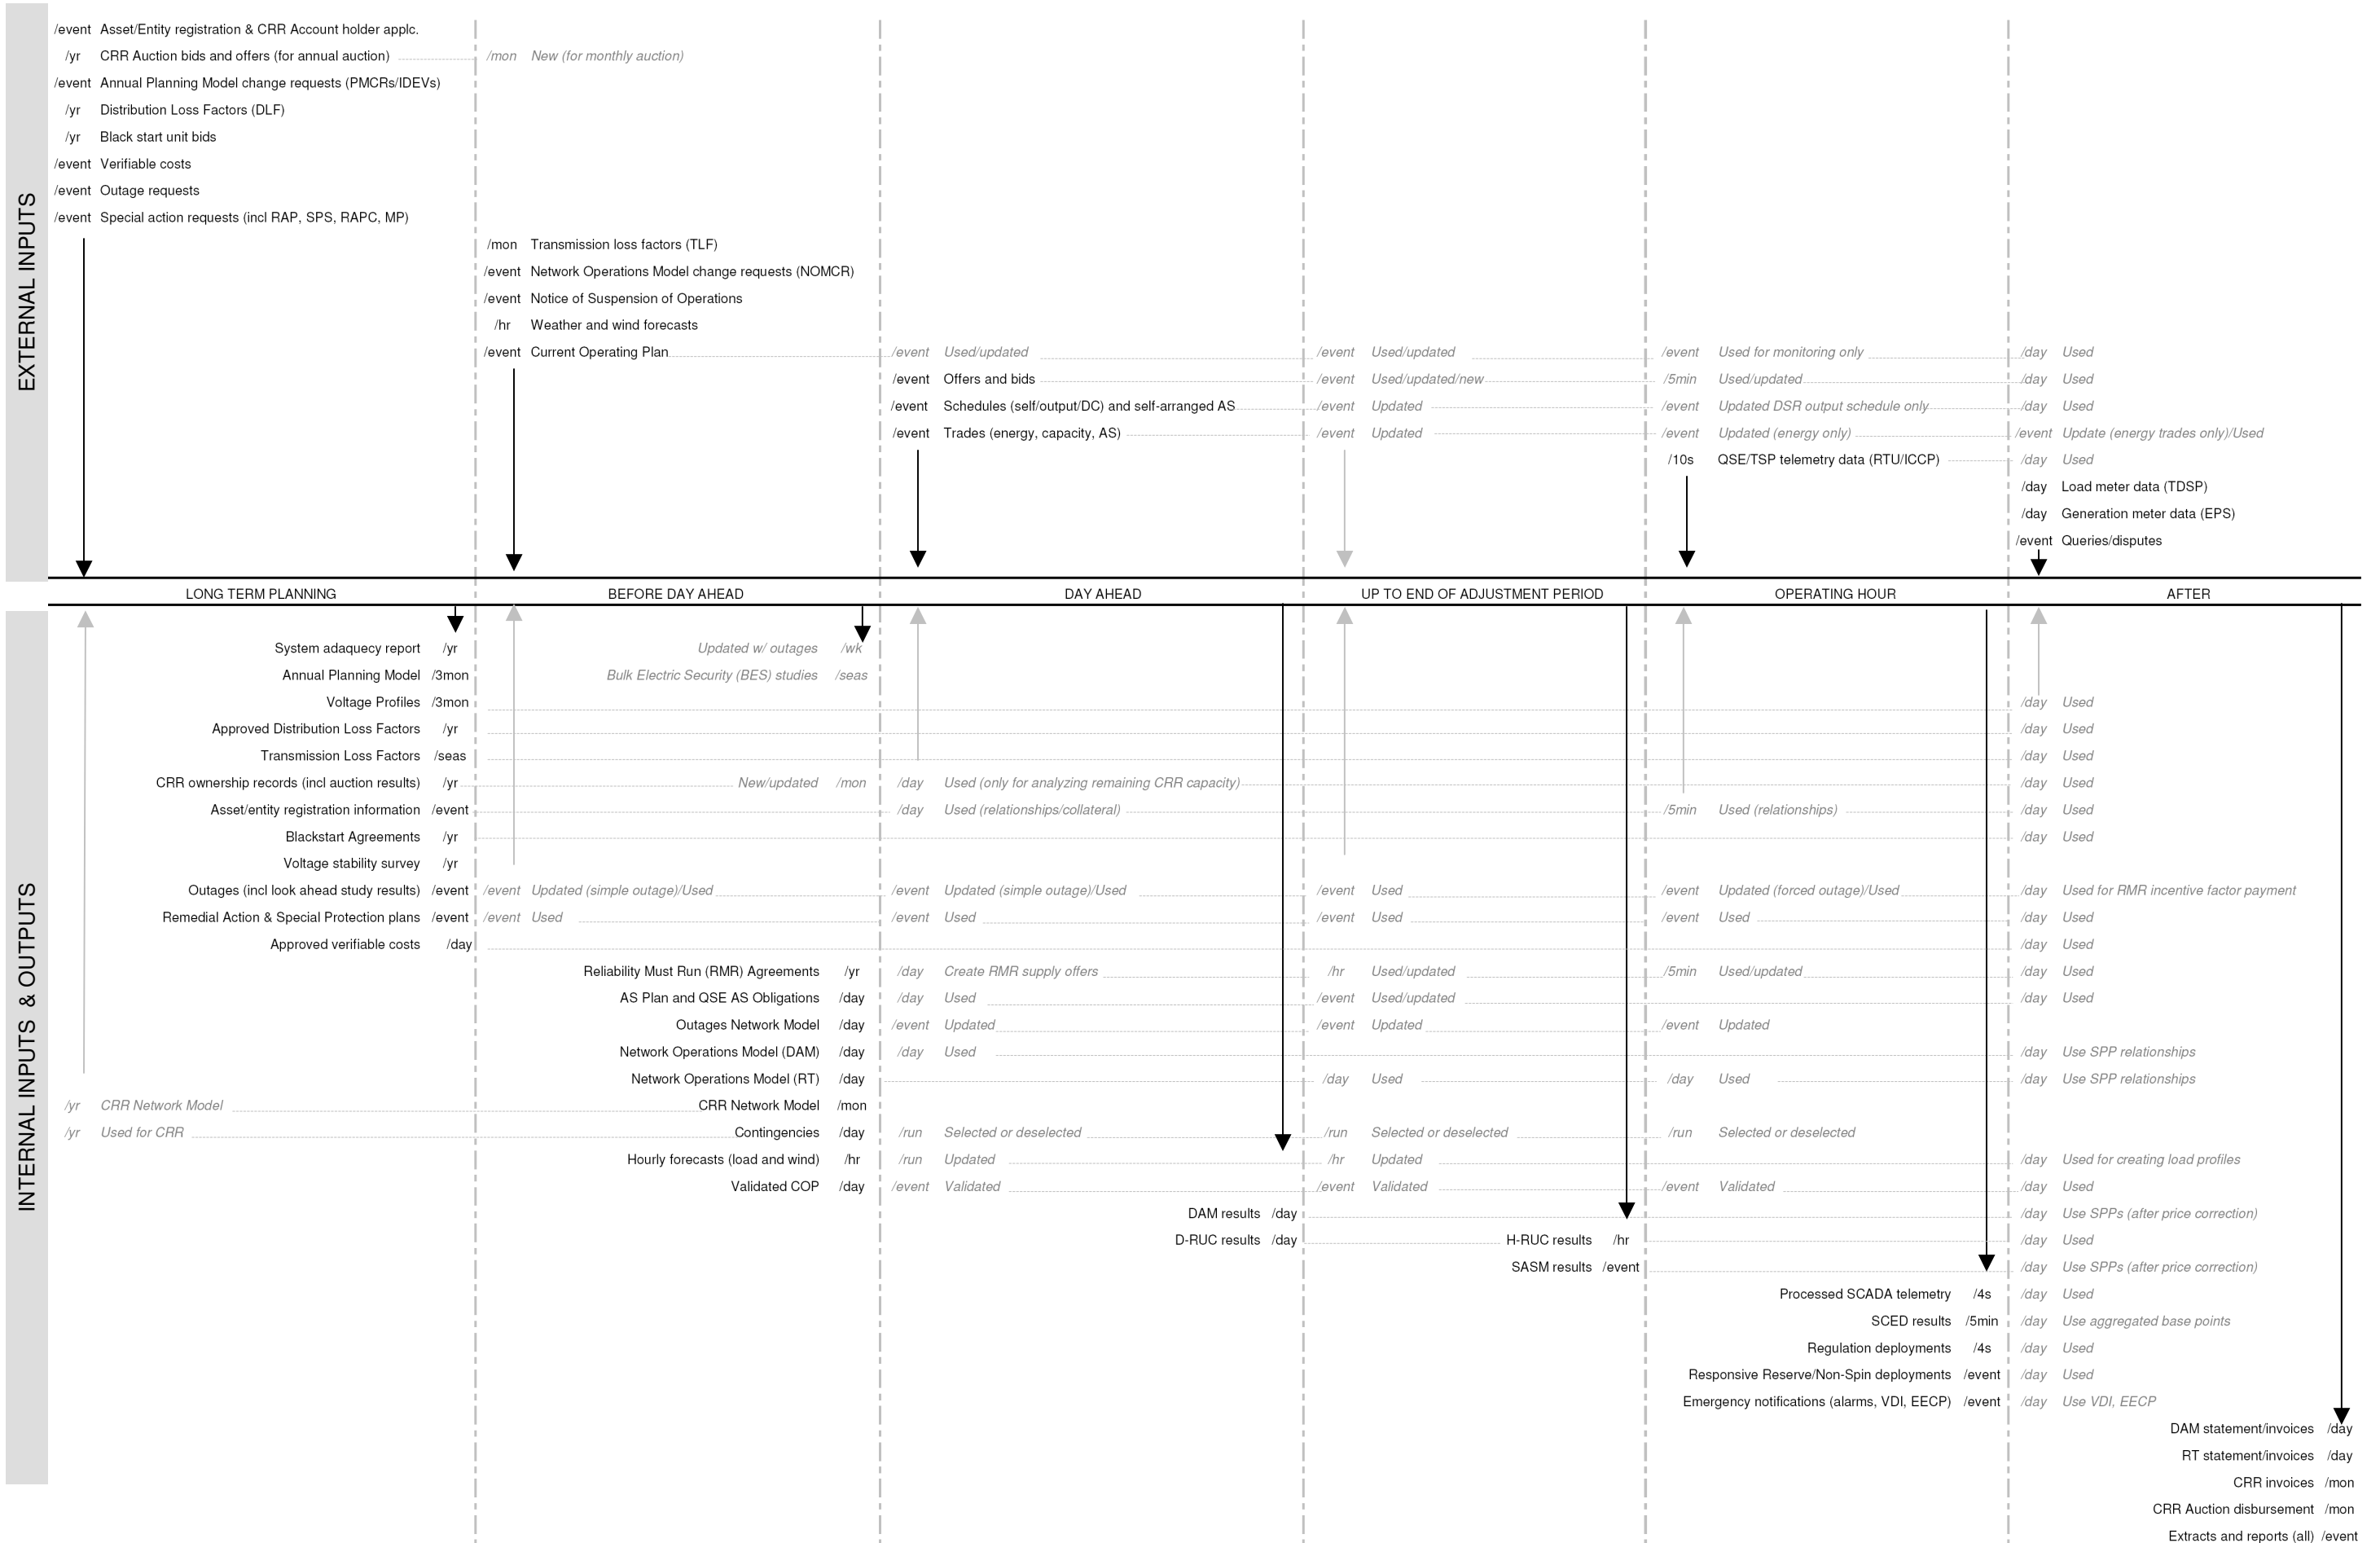 EXTERNAL INPUTS
/event Asset/Entity registration & CRR Account holder applc.
/yr CRR Auction bids and offers (for annual auction) /mon New (for monthly auction)
/event Annual Planning Model change requests (PMCRs/IDEVs)
/yr Distribution Loss Factors (DLF)
/yr Black start unit bids
/event Verifiable costs
/event Outage requests
/event Special action requests (incl RAP, SPS, RAPC, MP)
/mon Transmission loss factors (TLF)
/event Network Operations Model change requests (NOMCR)
/event Notice of Suspension of Operations
/hr Weather and wind forecasts
/event Current Operating Plan /event Used/updated /event Used/updated /event Used for monitoring only /day Used
/event Offers and bids /event Used/updated/new /5min Used/updated /day Used
/event Schedules (self/output/DC) and self-arranged AS /event Updated /event Updated DSR output schedule only /day Used
/event Trades (energy, capacity, AS) /event Updated /event Updated (energy only) /event Update (energy trades only)/Used
/10s QSE/TSP telemetry data (RTU/ICCP) /day Used
/day Load meter data (TDSP)
/day Generation meter data (EPS)
/event Queries/disputes
LONG TERM PLANNING BEFORE DAY AHEAD DAY AHEAD UP TO END OF ADJUSTMENT PERIOD OPERATING HOUR AFTER
INTERNAL INPUTS & OUTPUTS
System adaquecy report /yr Updated w/ outages /wk
Annual Planning Model /3mon Bulk Electric Security (BES) studies /seas
Voltage Profiles /3mon /day Used
Approved Distribution Loss Factors /yr /day Used
Transmission Loss Factors /seas /day Used
CRR ownership records (incl auction results) /yr New/updated /mon /day Used (only for analyzing remaining CRR capacity) /day Used
Asset/entity registration information /event /day Used (relationships/collateral) /5min Used (relationships) /day Used
Blackstart Agreements /yr /day Used
Voltage stability survey /yr
Outages (incl look ahead study results) /event /event Updated (simple outage)/Used /event Updated (simple outage)/Used /event Used /event Updated (forced outage)/Used /day Used for RMR incentive factor payment
Remedial Action & Special Protection plans /event /event Used /event Used /event Used /event Used /day Used
Approved verifiable costs /day /day Used
Reliability Must Run (RMR) Agreements /yr /day Create RMR supply offers /hr Used/updated /5min Used/updated /day Used
AS Plan and QSE AS Obligations /day /day Used /event Used/updated /day Used
Outages Network Model /day /event Updated /event Updated /event Updated
Network Operations Model (DAM) /day /day Used /day Use SPP relationships
Network Operations Model (RT) /day /day Used /day Used /day Use SPP relationships
/yr CRR Network Model CRR Network Model /mon
/yr Used for CRR Contingencies /day /run Selected or deselected /run Selected or deselected /run Selected or deselected
Hourly forecasts (load and wind) /hr /run Updated /hr Updated /day Used for creating load profiles
Validated COP /day /event Validated /event Validated /event Validated /day Used
DAM results /day /day Use SPPs (after price correction)
D-RUC results /day H-RUC results /hr /day Used
SASM results /event /day Use SPPs (after price correction)
Processed SCADA telemetry /4s /day Used
SCED results /5min /day Use aggregated base points
Regulation deployments /4s /day Used
Responsive Reserve/Non-Spin deployments /event /day Used
Emergency notifications (alarms, VDI, EECP) /event /day Use VDI, EECP
DAM statement/invoices /day
RT statement/invoices /day
CRR invoices /mon
CRR Auction disbursement /mon
Extracts and reports (all) /event